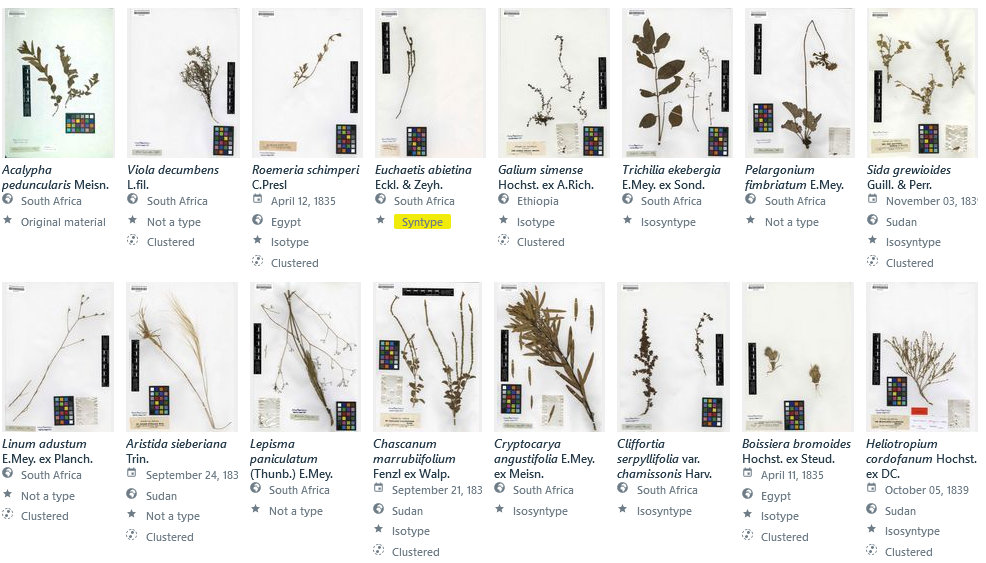 Acalypha
peduncularis Meisn.
South Africa
Original material
Viola decumbens
L.fil.
South Africa
Not a type
Clustered
Roemeria schimperi
C.Presl
April 12, 1835
Egypt
Isotype
Clustered
Euchaetis abietina
Eckl. & Zeyh.
South Africa
Syntype
Galium simense
Hochst. ex A.Rich.
Ethiopia
Isotype
Clustered
Trichilia ekebergia
E.Mey. ex Sond.
South Africa
Isosyntype
Pelargonium
fimbriatum E.Mey.
South Africa
Not a type
Sida grewioides
Guill. & Perr.
November 03, 183
Sudan
Isosyntype
Clustered
Linum adustum
E.Mey. ex Planch.
South Africa
Not a type
Clustered
Aristida sieberiana
Trin.
September 24, 183
Sudan
Not a type
Clustered
Lepisma
paniculatum
(Thunb.) E.Mey.
South Africa
Not a type
Chascanum
marrubiifolium
Fenzl ex Walp.
September 21, 183
Sudan
Isotype
Clustered
Cryptocarya
angustifolia E.Mey.
ex Meisn.
South Africa
Isosyntype
Cliffortia
serpyllifolia var.
chamissonis Harv.
South Africa
Isosyntype
Boissiera bromoides
Hochst. ex Steud.
April 11, 1835
Egypt
Isotype
Clustered
Heliotropium
cordofanum Hochst.
ex DC.
October 05, 1839
Sudan
Isosyntype
Clustered